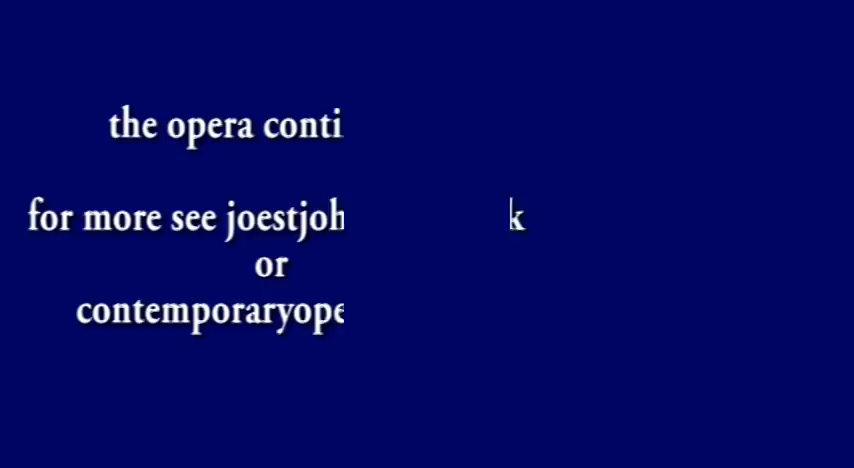 the opera conti
for more see joestjoh k
or
contemporaryope